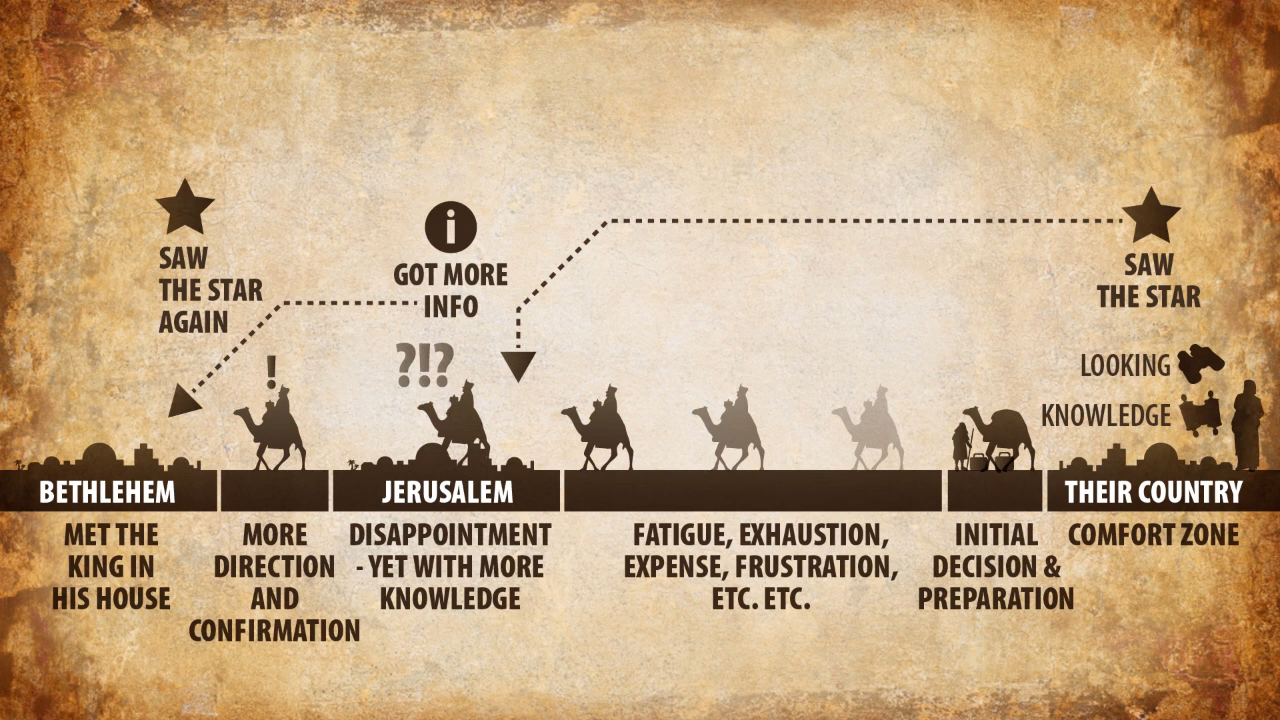 SAW
THE STAR
AGAIN
i
GOT MORE
INFO
SAW
THE STAR
!
?!?
LOOKING
KNOWLEDGE
BETHLEHEM
JERUSALEM
THEIR COUNTRY
MET THE
KING IN
HIS HOUSE
MORE
DIRECTION
AND
CONFIRMATION
DISAPPOINTMENT
- YET WITH MORE
KNOWLEDGE
FATIGUE, EXHAUSTION,
EXPENSE, FRUSTRATION,
ETC. ETC.
INITIAL
DECISION &
PREPARATION
COMFORT ZONE